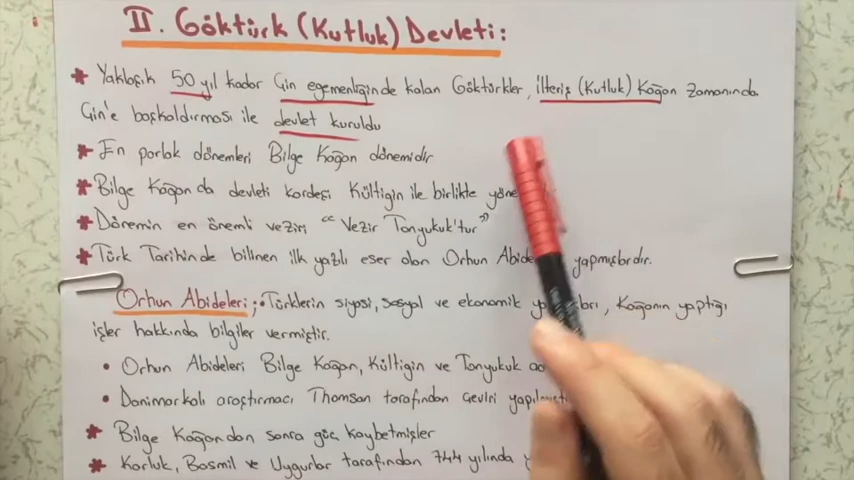 II. Göktürk (Kutluk) Devleti:
* Yaklaşık 50 yıl kadar Çin egemenliğinde kalan Göktürkler, İlteriş (Kutluk) Kağan zamanında
Çin'e başkaldırması ile devlet kuruldu
* En parlak dönemleri Bilge Kağan dönemidir
* Bilge Kağan da devleti kardeşi Kültigin ile birlikte
* Dönemin en önemli veziri "Vezir Tonyukuk'tur"
* Türk Tarihinde bilinen ilk yazılı eser olan Orhun yapmışlardır.
Orhun Abideleri; • Türklerin siyasi, sosyal ve ekonomik , Kağanın yaptığı
işler hakkında bilgiler vermiştir.
• Orhun Abideleri Bilge Kağan, Kültigin ve Tonyukuk
• Danimarkalı araştırmacı Thomsan tarafından çeviri
* Bilge Kağandan sonra güç kaybetmişler
* Karluk, Basmil ve Uygurlar tarafından 744 yılında